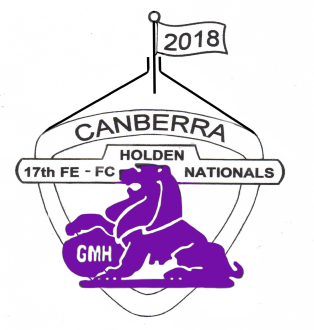 2018
CANBERRA
HOLDEN
17th FE - FC NATIONALS
GMH